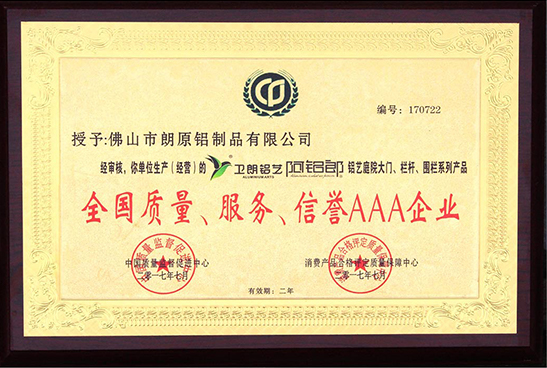 编号：170722
授予:佛山市朗原铝制品有限公司
经审核，你单位生产（经营）的 卫朗铝艺 ALUMINIUMARTS 阿铝郎 铝艺庭院大门、栏杆、围栏系列产品
全国质量、服务、信誉AAA企业
中国质量监督促进中心 消费产品合格评定质量保障中心
二零一七年七月 二零一七年七月
有效期：二年